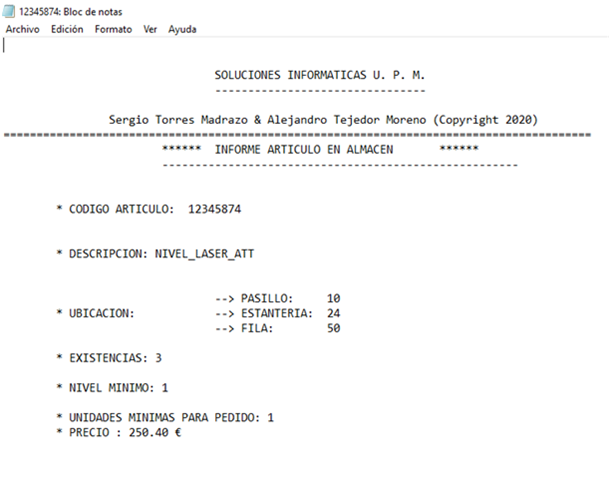 12345874: Bloc de notas
Archivo Edición Formato Ver Ayuda
SOLUCIONES INFORMATICAS U. P. M.
--------------------------------
Sergio Torres Madrazo & Alejandro Tejedor Moreno (Copyright 2020)
=========================================================================================
****** INFORME ARTICULO EN ALMACEN ******
------------------------------------------------------
* CODIGO ARTICULO: 12345874
* DESCRIPCION: NIVEL_LASER_ATT
--> PASILLO: 10
* UBICACION: --> ESTANTERIA: 24
--> FILA: 50
* EXISTENCIAS: 3
* NIVEL MINIMO: 1
* UNIDADES MINIMAS PARA PEDIDO: 1
* PRECIO : 250.40 €